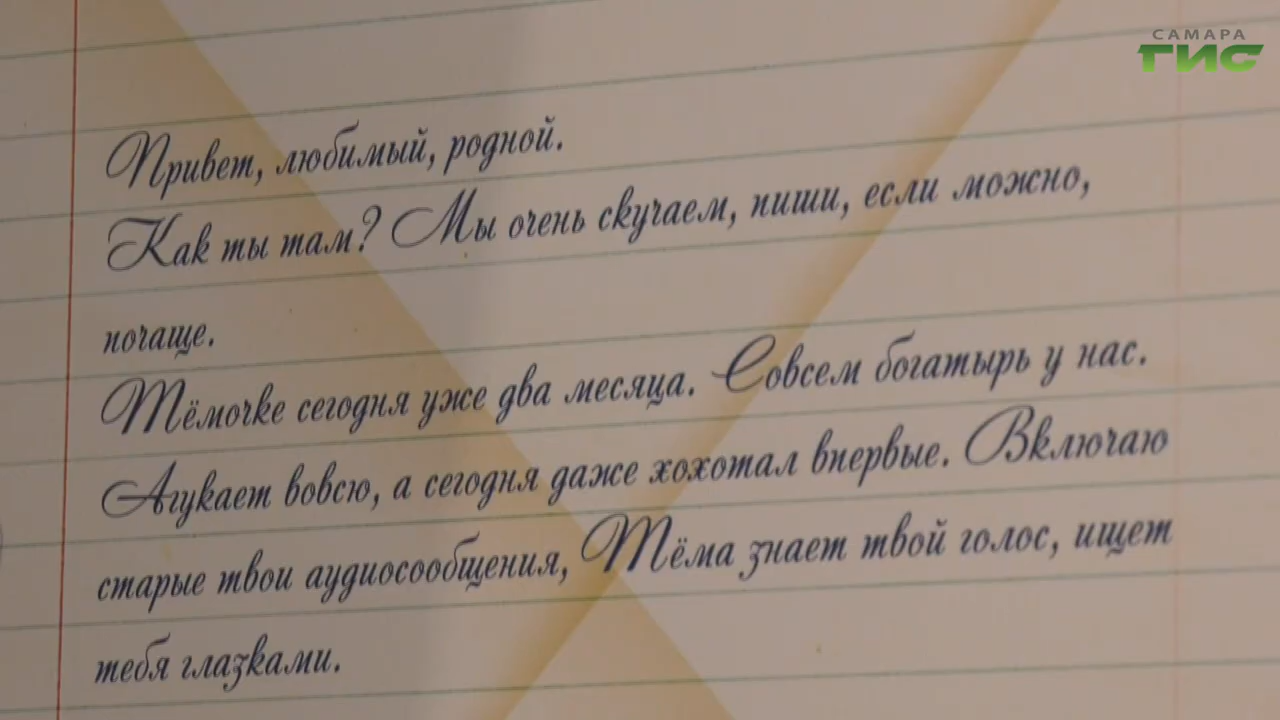 САМАРА
ГИС
Привет, любимый, родной.
Как ты там? Мы очень скучаем, пиши, если можно,
почаще.
Тёмочке сегодня уже два месяца. Совсем богатырь у нас.
Агукает вовсю, а сегодня даже хохотал впервые. Включаю
старые твои аудиосообщения, Тёма знает твой голос, ищет
тебя глазками.